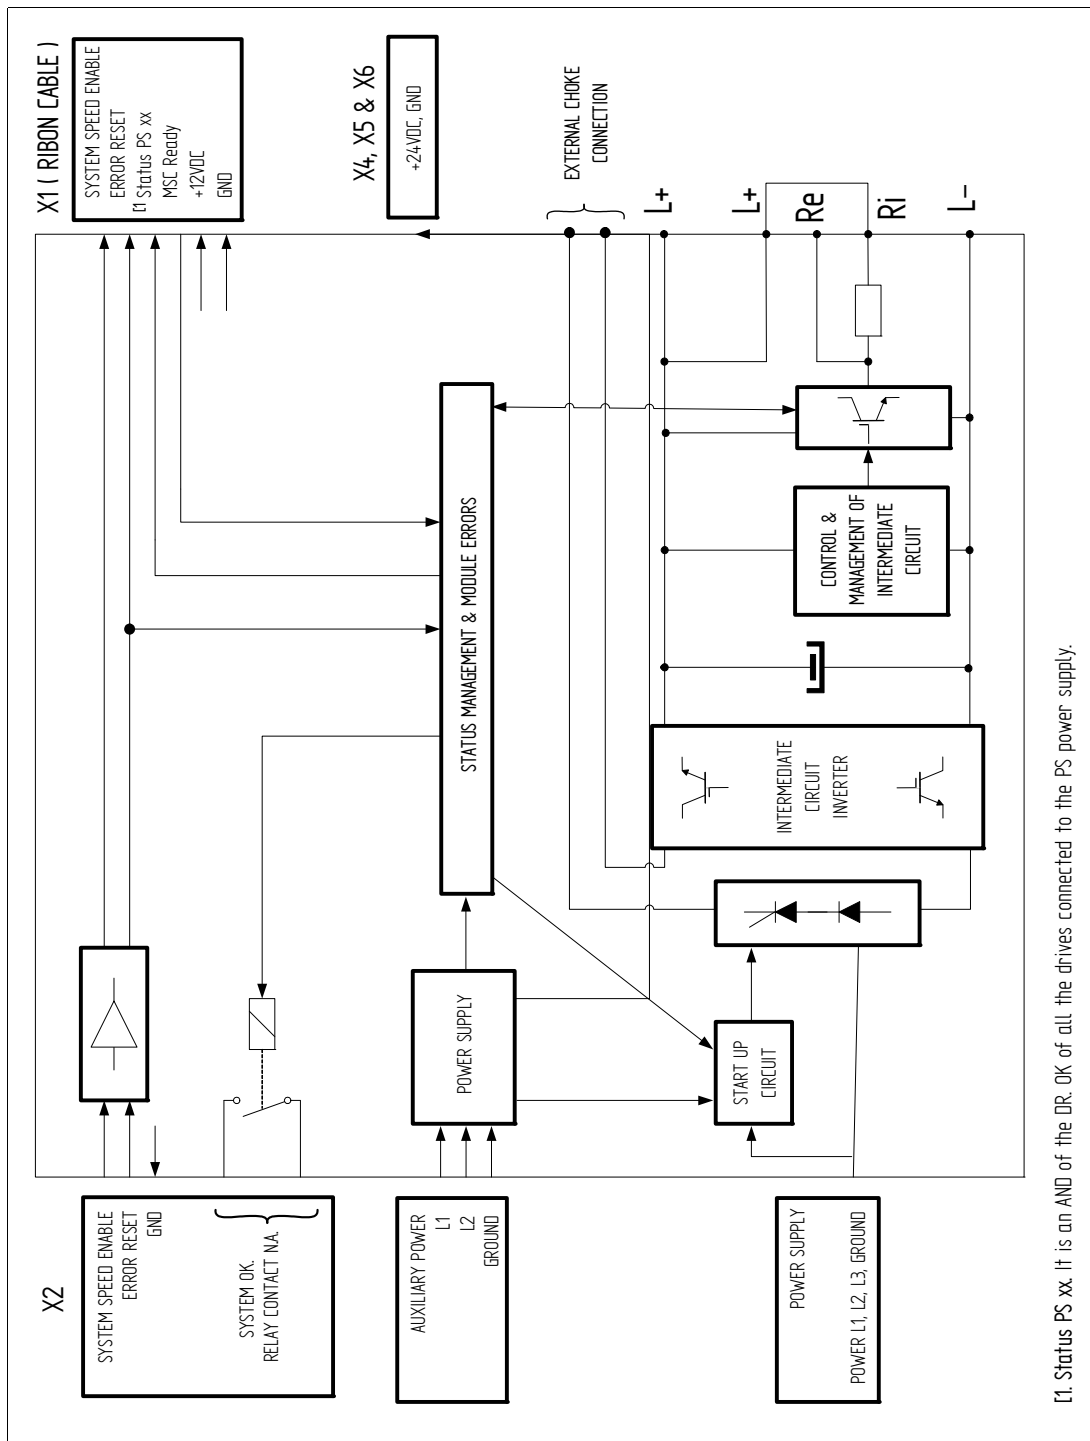 X2
SYSTEM SPEED ENABLE
ERROR RESET
GND
SYSTEM OK.
RELAY CONTACT N.A.
AUXILIARY POWER
L1
L2
GROUND
POWER SUPPLY
POWER L1, L2, L3, GROUND
POWER SUPPLY
START UP
CIRCUIT
STATUS MANAGEMENT & MODULE ERRORS
INTERMEDIATE
CIRCUIT
INVERTER
CONTROL &
MANAGEMENT OF
INTERMEDIATE
CIRCUIT
X1 ( RIBON CABLE )
SYSTEM SPEED ENABLE
ERROR RESET
[1 Status PS xx
MSC Ready
+12VDC
GND
X4, X5 & X6
+24VDC, GND
EXTERNAL CHOKE
CONNECTION
L+
L+
Re
Ri
L-
[1. Status PS xx. It is an AND of the DR. OK of all the drives connected to the PS power supply.